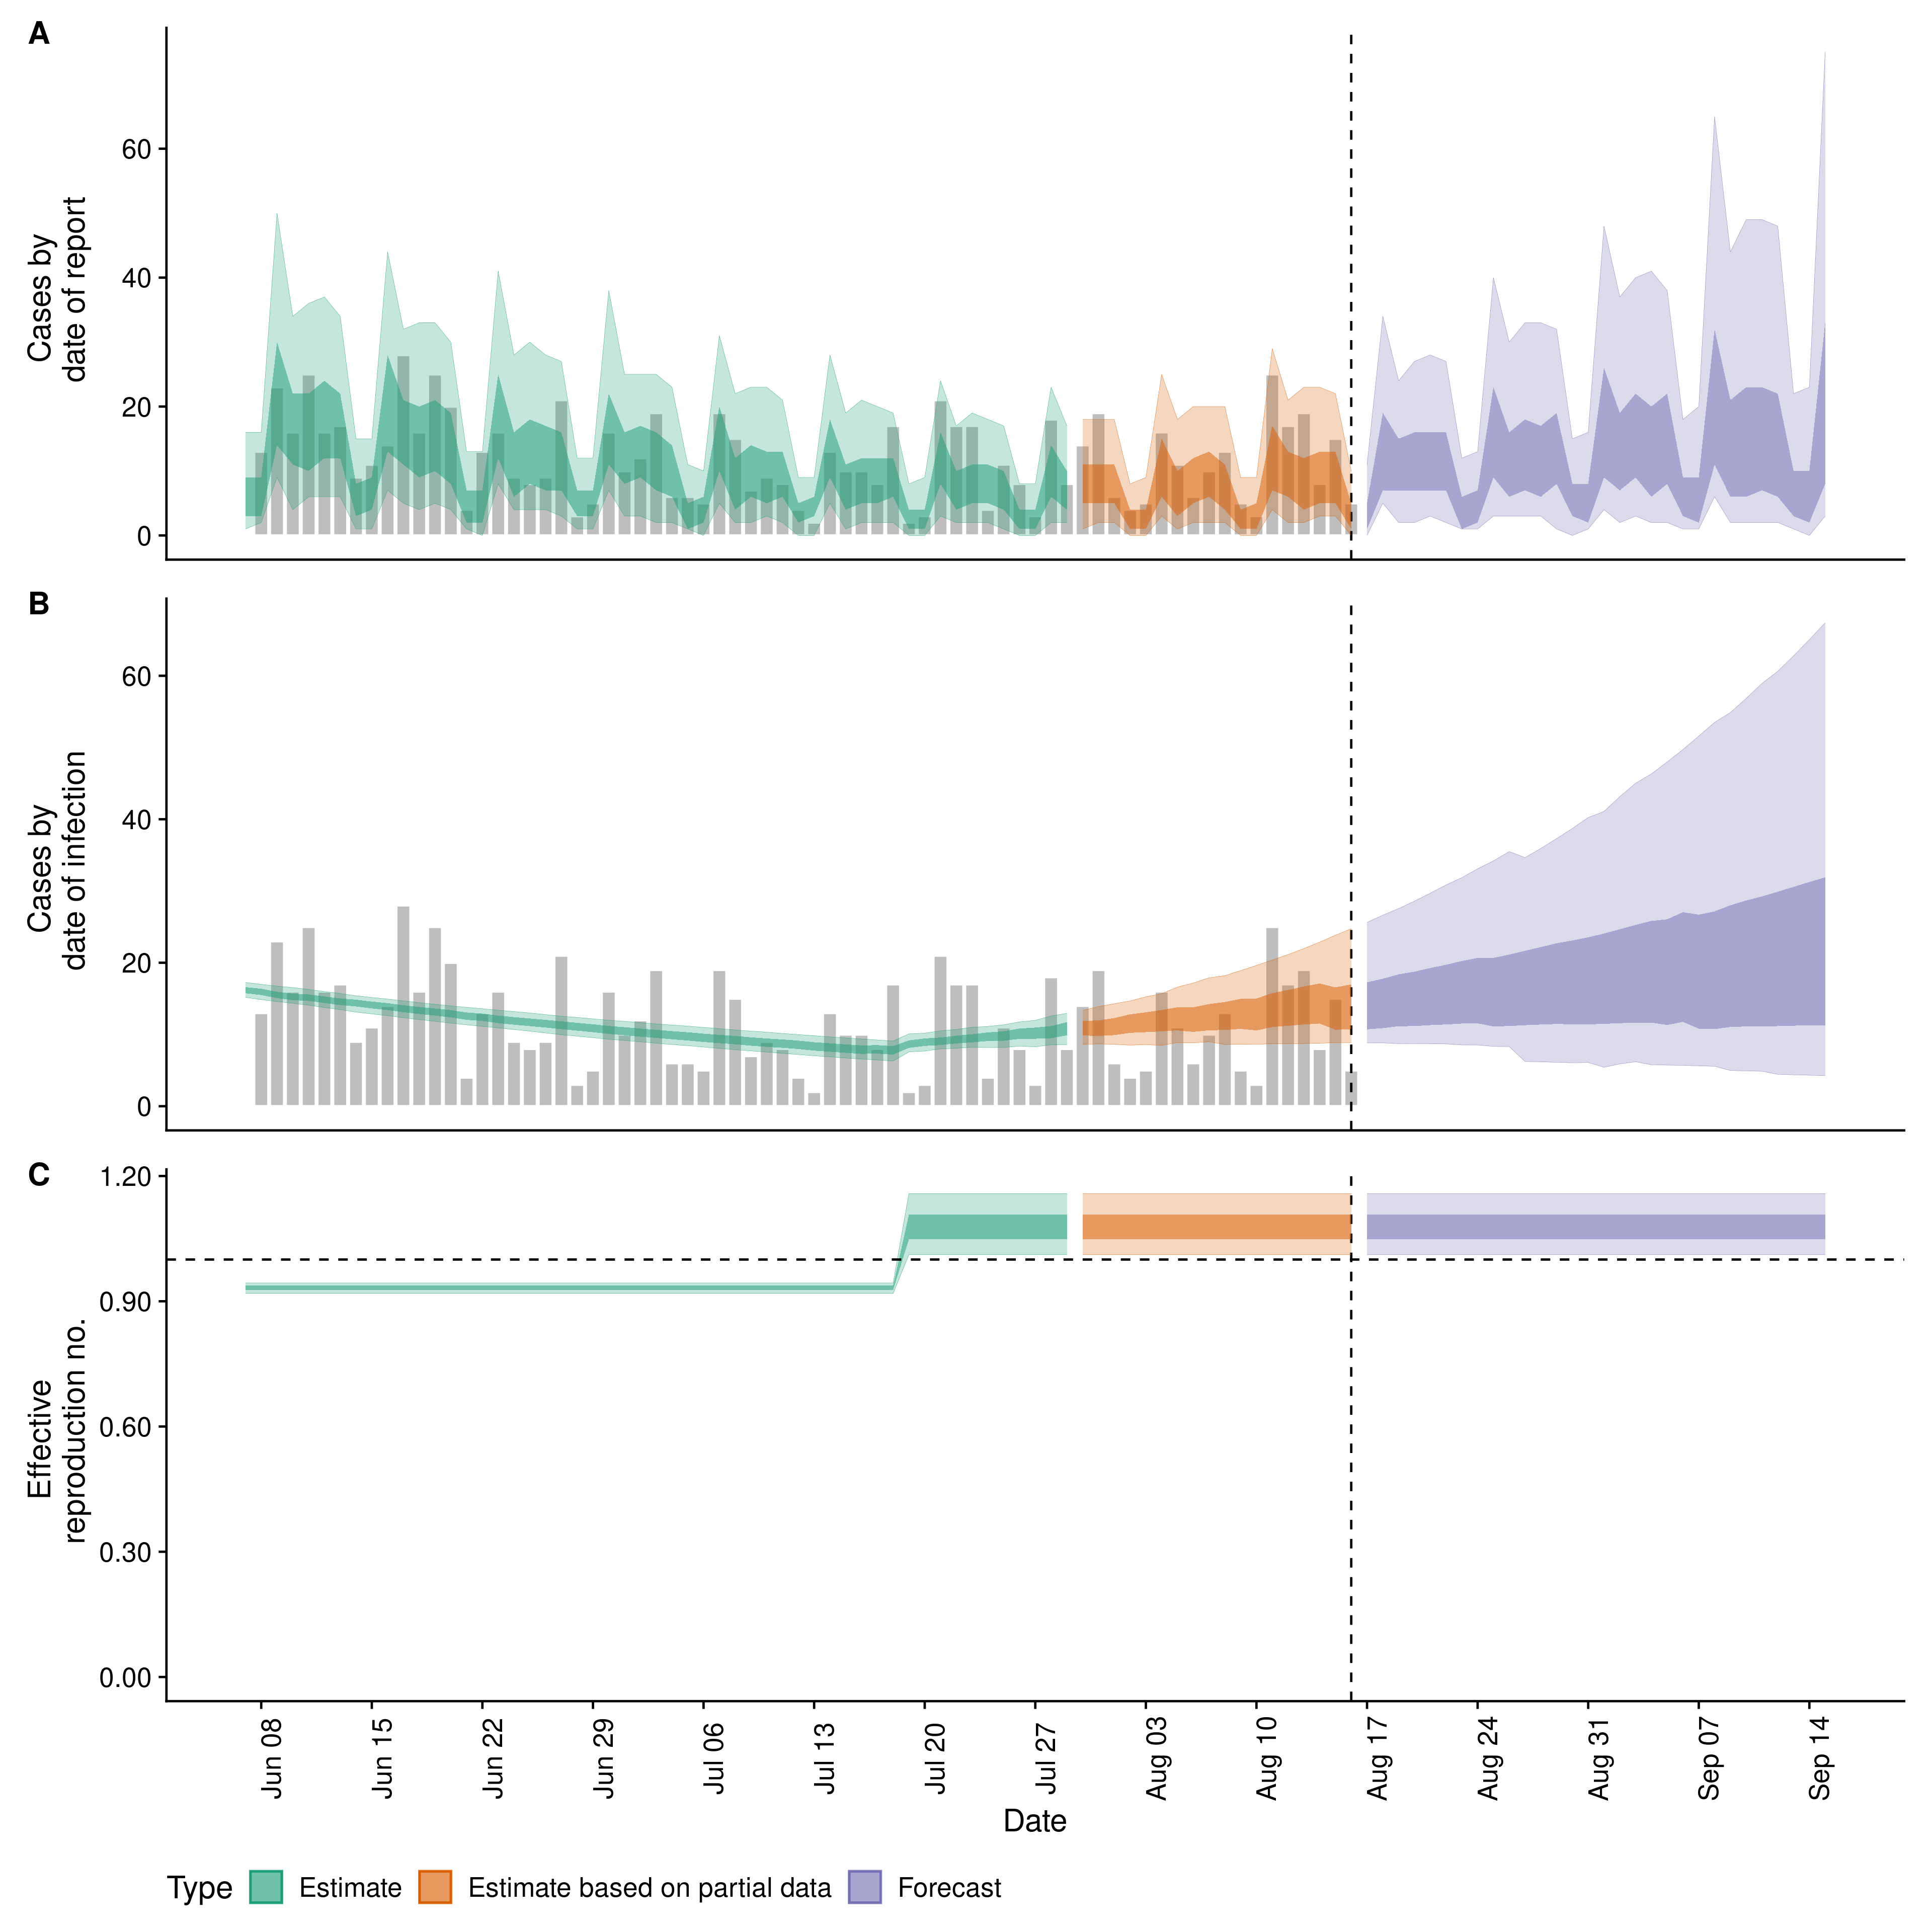 A
Cases by
date of report
60
40
20
0
B
Cases by
date of infection
60
40
20
0
C
Effective
reproduction no.
1.20
0.90
0.60
0.30
0.00
Jun 08
Jun 15
Jun 22
Jun 29
Jul 06
Jul 13
Jul 20
Jul 27
Aug 03
Aug 10
Aug 17
Aug 24
Aug 31
Sep 07
Sep 14
Date
Type Estimate Estimate based on partial data Forecast